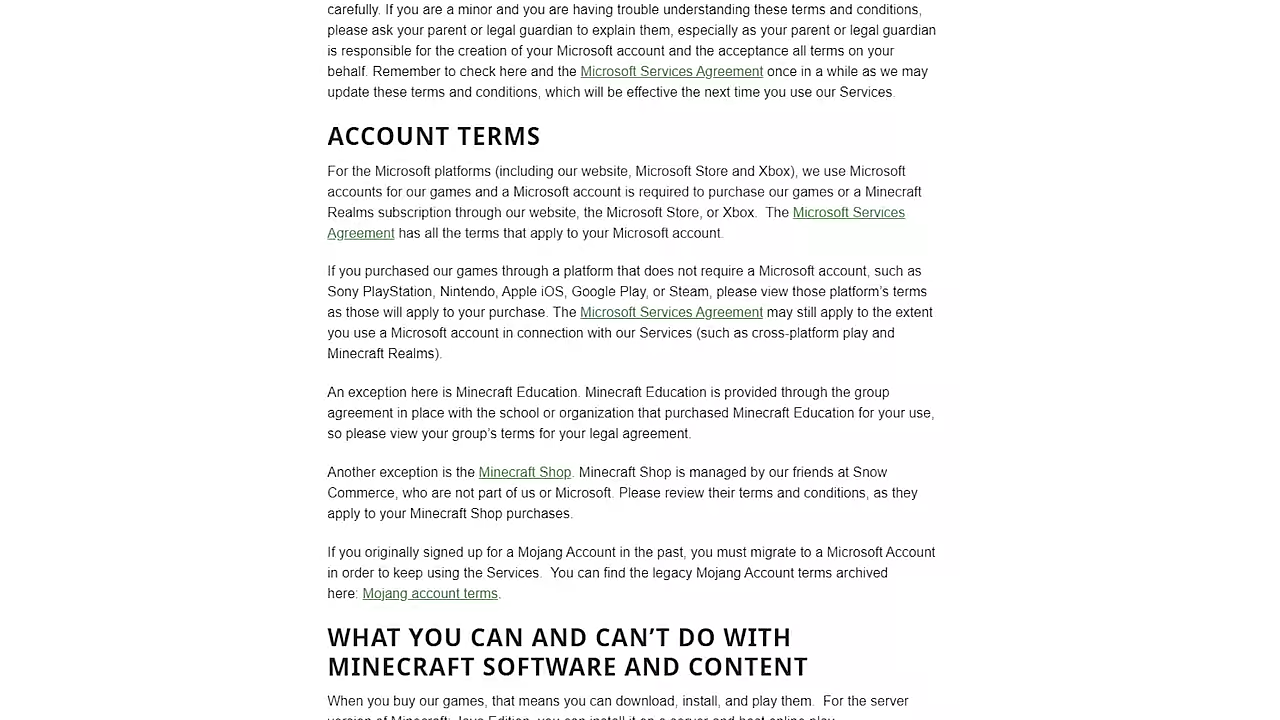 carefully. If you are a minor and you are having trouble understanding these terms and conditions,
please ask your parent or legal guardian to explain them, especially as your parent or legal guardian
is responsible for the creation of your Microsoft account and the acceptance all terms on your
behalf. Remember to check here and the Microsoft Services Agreement once in a while as we may
update these terms and conditions, which will be effective the next time you use our Services.
ACCOUNT TERMS
For the Microsoft platforms (including our website, Microsoft Store and Xbox), we use Microsoft
accounts for our games and a Microsoft account is required to purchase our games or a Minecraft
Realms subscription through our website, the Microsoft Store, or Xbox.  The Microsoft Services
Agreement has all the terms that apply to your Microsoft account.
If you purchased our games through a platform that does not require a Microsoft account, such as
Sony PlayStation, Nintendo, Apple iOS, Google Play, or Steam, please view those platform's terms
as those will apply to your purchase. The Microsoft Services Agreement may still apply to the extent
you use a Microsoft account in connection with our Services (such as cross-platform play and
Minecraft Realms).
An exception here is Minecraft Education. Minecraft Education is provided through the group
agreement in place with the school or organization that purchased Minecraft Education for your use,
so please view your group's terms for your legal agreement.
Another exception is the Minecraft Shop. Minecraft Shop is managed by our friends at Snow
Commerce, who are not part of us or Microsoft. Please review their terms and conditions, as they
apply to your Minecraft Shop purchases.
If you originally signed up for a Mojang Account in the past, you must migrate to a Microsoft Account
in order to keep using the Services.  You can find the legacy Mojang Account terms archived
here: Mojang account terms.
WHAT YOU CAN AND CAN'T DO WITH
MINECRAFT SOFTWARE AND CONTENT
When you buy our games, that means you can download, install, and play them.  For the server
version of Minecraft: Java Edition, you can install it on a server and host online play.